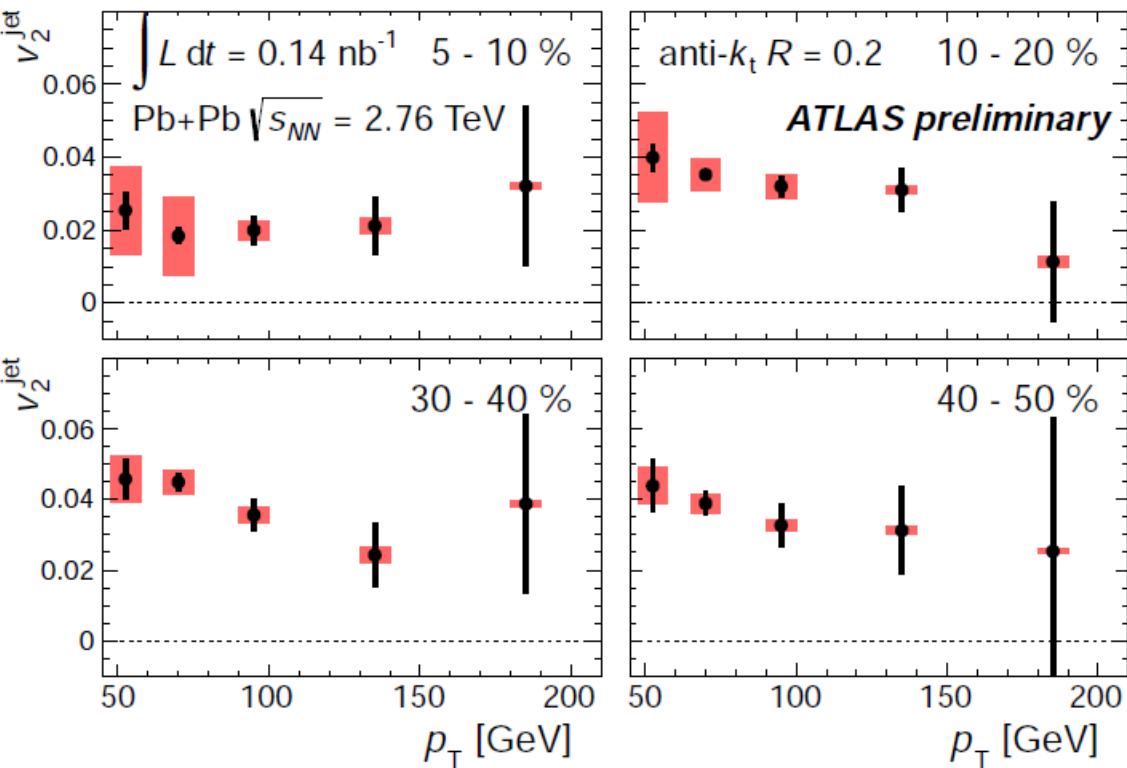 v₂ʲᵉᵗ
∫ L dt = 0.14 nb⁻¹ 5 - 10 %
Pb+Pb √sNN = 2.76 TeV
0.06
0.04
0.02
0
anti-kₜ R = 0.2 10 - 20 %
ATLAS preliminary
v₂ʲᵉᵗ
30 - 40 %
0.06
0.04
0.02
0
50 100 150 200
p_T [GeV]
40 - 50 %
50 100 150 200
p_T [GeV]